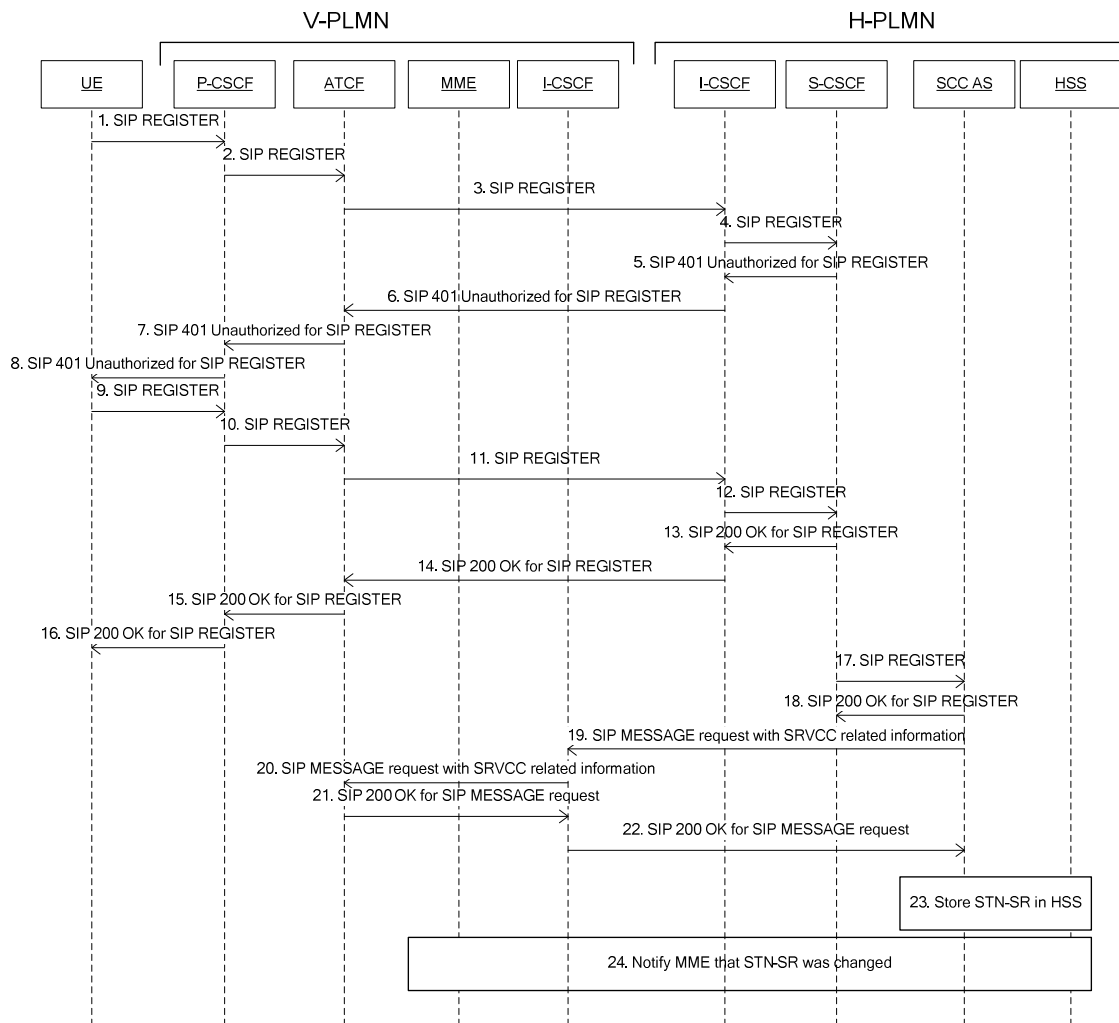 V-PLMN
H-PLMN
UE
P-CSCF
ATCF
MME
I-CSCF
I-CSCF
S-CSCF
SCC AS
HSS
1. SIP REGISTER
2. SIP REGISTER
3. SIP REGISTER
4. SIP REGISTER
5. SIP 401 Unauthorized for SIP REGISTER
6. SIP 401 Unauthorized for SIP REGISTER
7. SIP 401 Unauthorized for SIP REGISTER
8. SIP 401 Unauthorized for SIP REGISTER
9. SIP REGISTER
10. SIP REGISTER
11. SIP REGISTER
12. SIP REGISTER
13. SIP 200 OK for SIP REGISTER
14. SIP 200 OK for SIP REGISTER
15. SIP 200 OK for SIP REGISTER
16. SIP 200 OK for SIP REGISTER
17. SIP REGISTER
18. SIP 200 OK for SIP REGISTER
19. SIP MESSAGE request with SRVCC related information
20. SIP MESSAGE request with SRVCC related information
21. SIP 200 OK for SIP MESSAGE request
22. SIP 200 OK for SIP MESSAGE request
23. Store STN-SR in HSS
24. Notify MME that STN-SR was changed